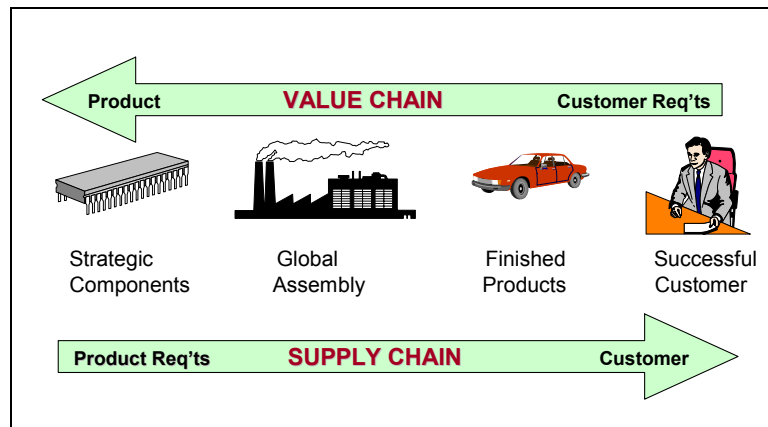 Product VALUE CHAIN Customer Req'ts
Strategic Global Finished Successful
Components Assembly Products Customer
Product Req'ts SUPPLY CHAIN Customer